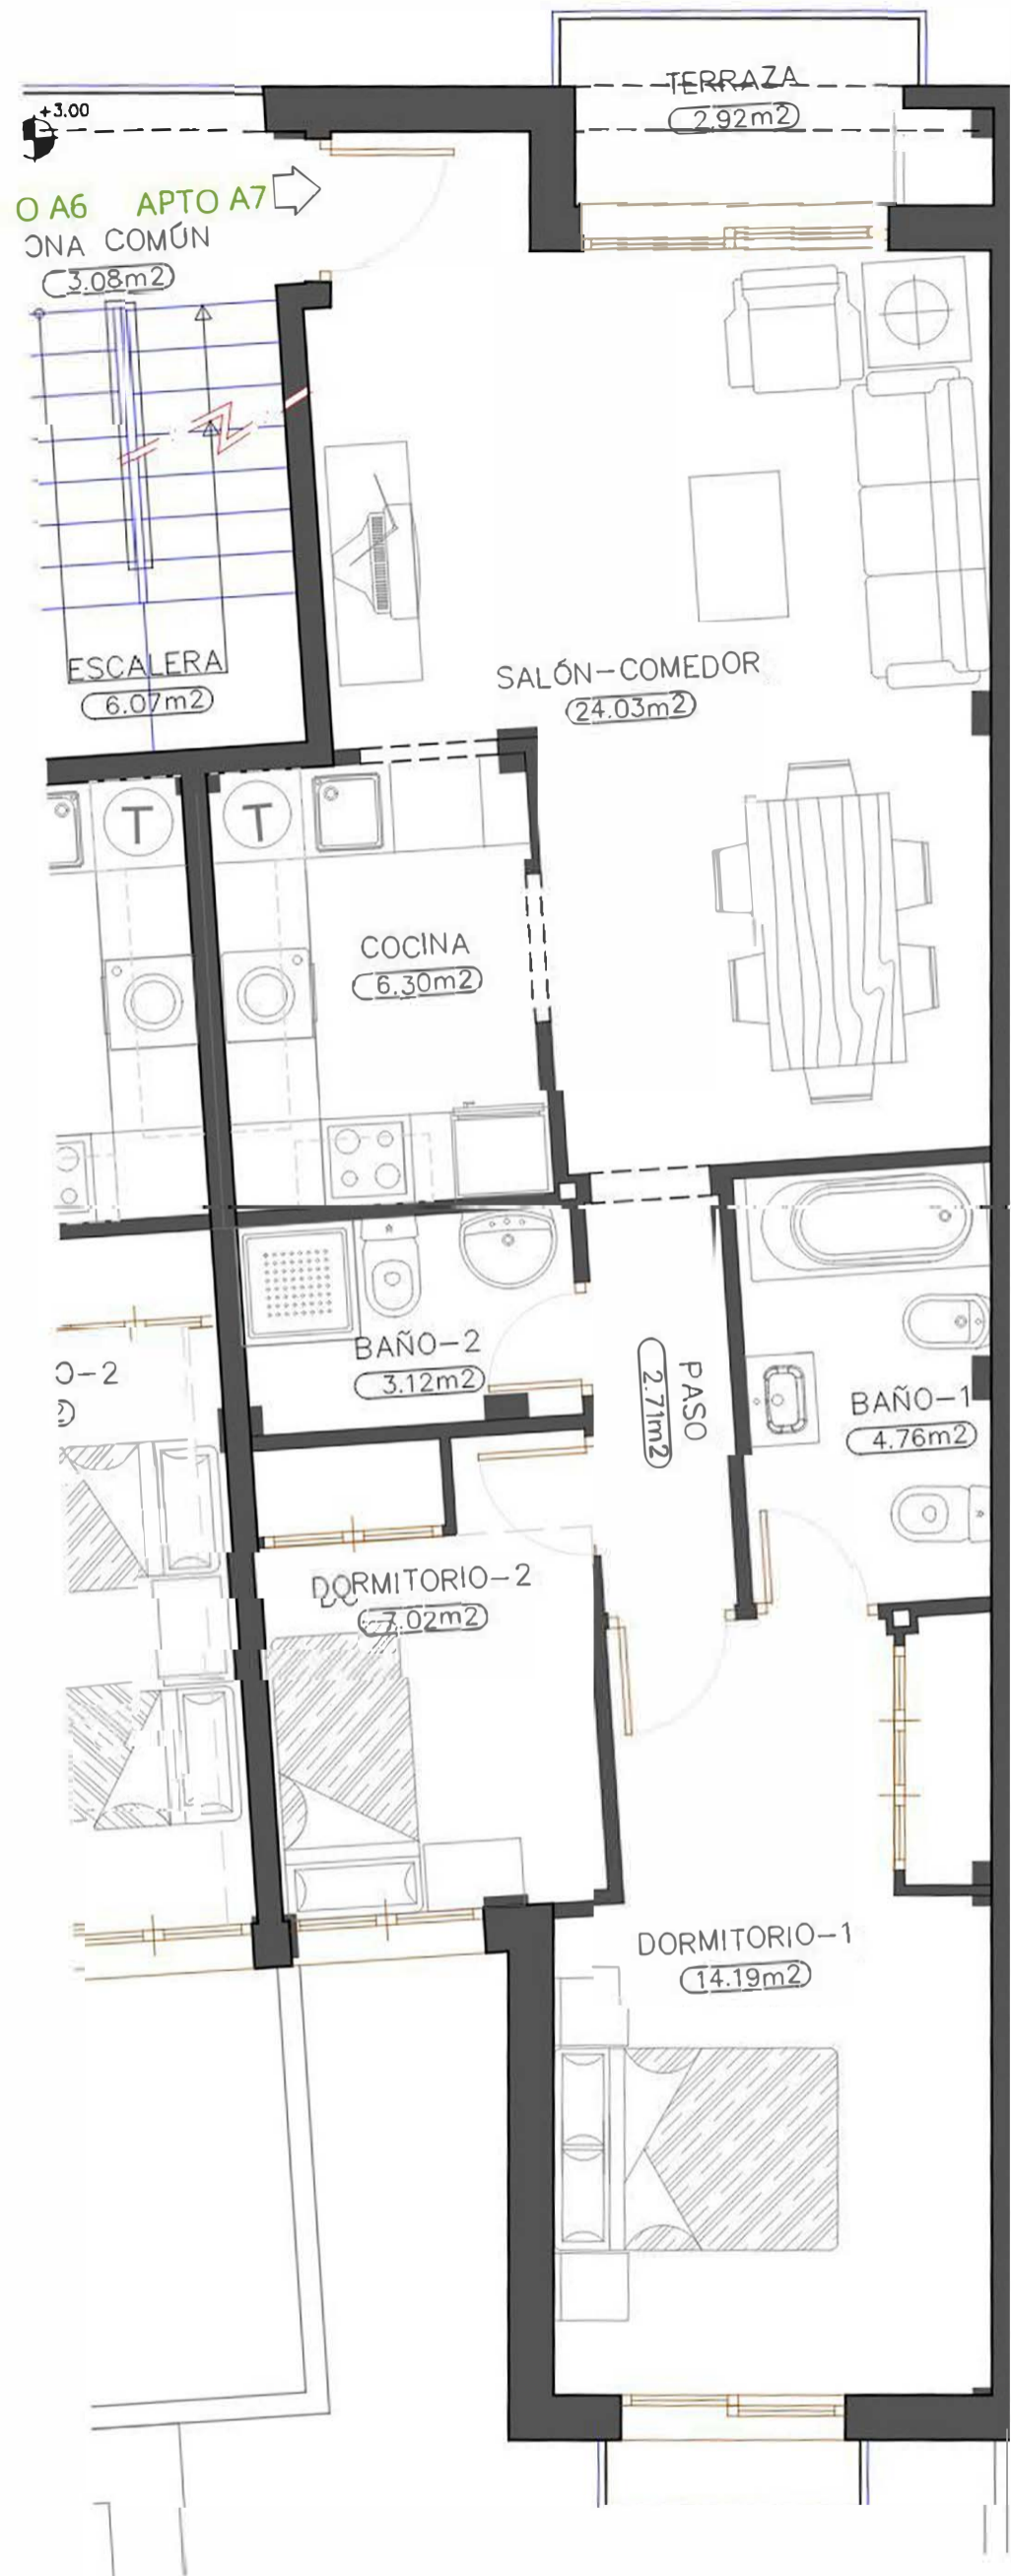 TERRAZA
2.92m2
+3.00
O A6 APTO A7
ONA COMÚN
3.08m2
ESCALERA
6.07m2
SALÓN-COMEDOR
24.03m2
T
T
COCINA
6.30m2
BAÑO-2
3.12m2
PASO
2.71m2
O-2
BAÑO-1
4.76m2
DORMITORIO-2
7.02m2
DORMITORIO-1
14.19m2